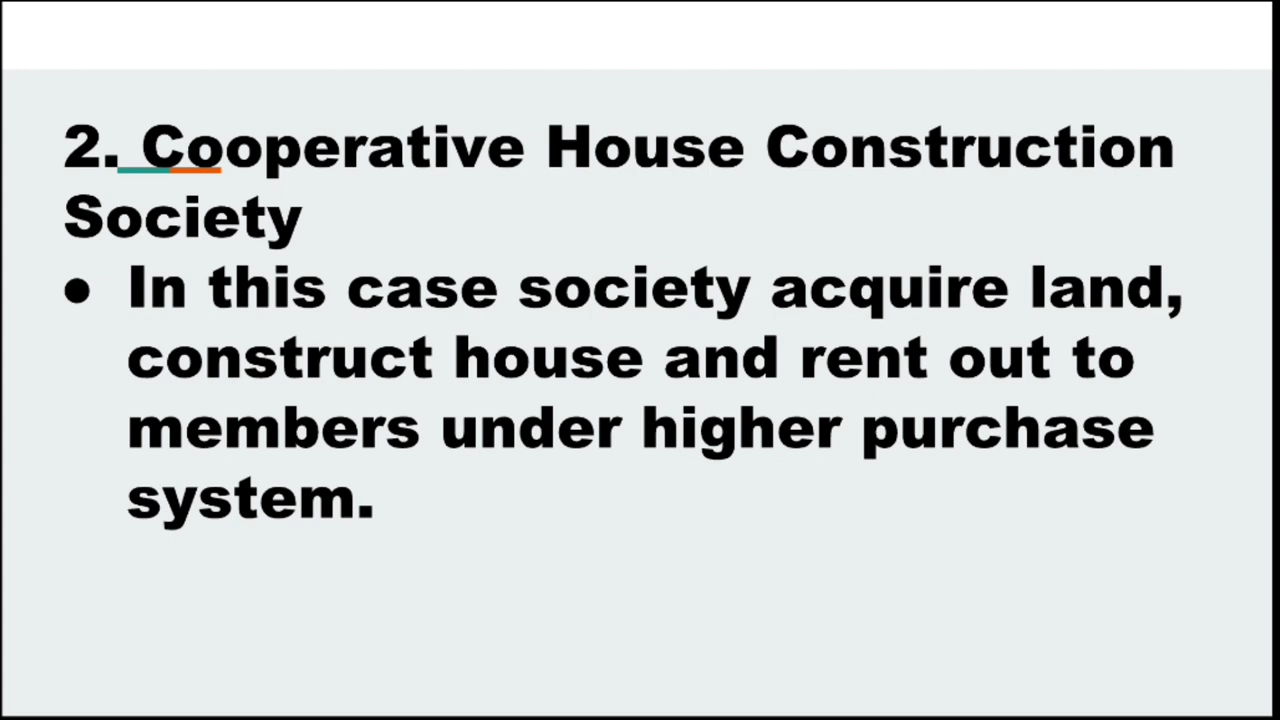 2. Cooperative House Construction
Society
● In this case society acquire land,
construct house and rent out to
members under higher purchase
system.